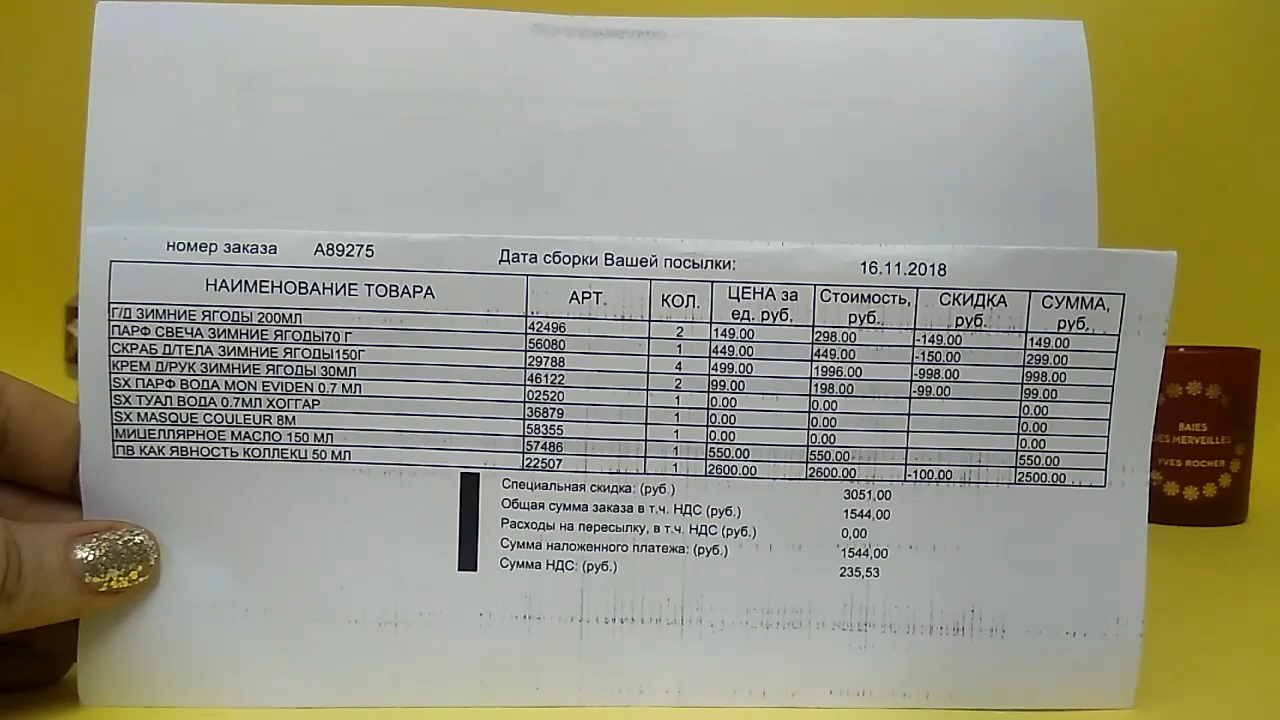 номер заказа А89275 Дата сборки Вашей посылки: 16.11.2018
НАИМЕНОВАНИЕ ТОВАРА АРТ. КОЛ. ЦЕНА за ед. руб. Стоимость, руб. СКИДКА руб. СУММА, руб.
Г/Д ЗИМНИЕ ЯГОДЫ 200МЛ 42496 2 149.00 298.00 -149.00 149.00
ПАРФ СВЕЧА ЗИМНИЕ ЯГОДЫ70 Г 56080 1 449.00 449.00 -150.00 299.00
СКРАБ Д/ТЕЛА ЗИМНИЕ ЯГОДЫ150Г 29788 4 499.00 1996.00 -998.00 998.00
КРЕМ Д/РУК ЗИМНИЕ ЯГОДЫ 30МЛ 46122 2 99.00 198.00 -99.00 99.00
SX ПАРФ ВОДА MON EVIDEN 0.7 МЛ 02520 1 0.00 0.00 0.00
SX ТУАЛ ВОДА 0.7МЛ ХОГГАР 36879 1 0.00 0.00 0.00
SX MASQUE COULEUR 8M 58355 1 0.00 0.00 0.00
МИЦЕЛЛЯРНОЕ МАСЛО 150 МЛ 57486 1 550.00 550.00 550.00
ПВ КАК ЯВНОСТЬ КОЛЛЕКЦ 50 МЛ 22507 1 2600.00 2600.00 -100.00 2500.00
Специальная скидка: (руб.) 3051,00
Общая сумма заказа в т.ч. НДС (руб.) 1544,00
Расходы на пересылку, в т.ч. НДС (руб.) 0,00
Сумма наложенного платежа: (руб.) 1544,00
Сумма НДС: (руб.) 235,53
BAIES
DES MERVEILLES
YVES ROCHER